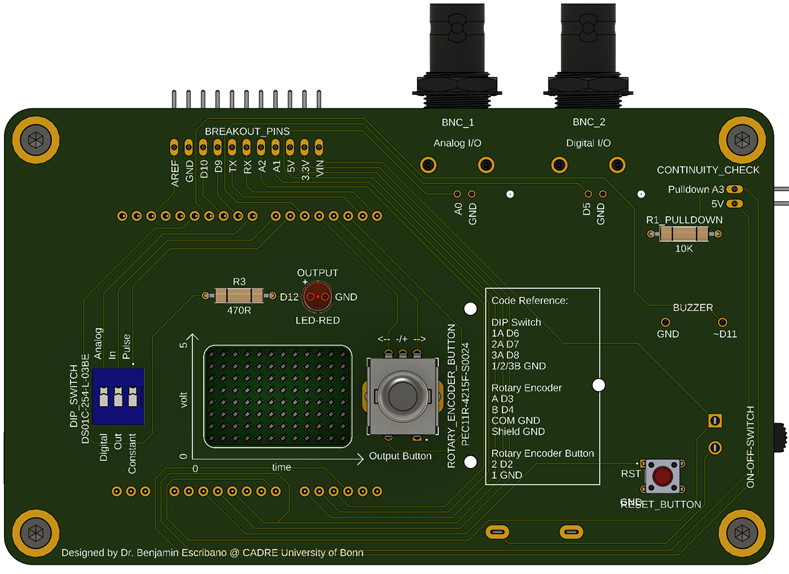 BNC_1
BNC_2
BREAKOUT_PINS
Analog I/O
Digital I/O
AREF
GND
D10
D9
TX
RX
A2
A1
5V
3.3V
VIN
CONTINUITY_CHECK
Pulldown A3
5V
A0
GND
D5
GND
R1_PULLDOWN
10K
R3
470R
OUTPUT
+
D12
GND
LED-RED
BUZZER
GND
~D11
Code Reference:
DIP Switch
1A D6
2A D7
3A D8
1/2/3B GND
Rotary Encoder
A D3
B D4
COM GND
Shield GND
Rotary Encoder Button
2 D2
1 GND
<-- -/+ -->
ROTARY_ENCODER_BUTTON
PEC11R-4215F-S0024
Output Button
Analog
In
Pulse
DIP_SWITCH
DS01C-254-L-03BE
Digital
Out
Constant
5
volt
0
0
time
ON-OFF-SWITCH
RST
GND
RESET_BUTTON
Designed by Dr. Benjamin Escribano @ CADRE University of Bonn